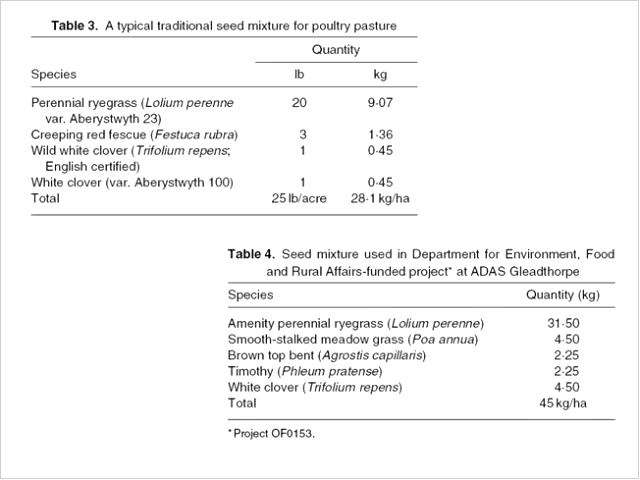 Table 3. A typical traditional seed mixture for poultry pasture
Quantity
Species lb kg
Perennial ryegrass (Lolium perenne 20 9·07
var. Aberystwyth 23)
Creeping red fescue (Festuca rubra) 3 1·36
Wild white clover (Trifolium repens; 1 0·45
English certified)
White clover (var. Aberystwyth 100) 1 0·45
Total 25 lb/acre 28·1 kg/ha
Table 4. Seed mixture used in Department for Environment, Food
and Rural Affairs-funded project* at ADAS Gleadthorpe
Species Quantity (kg)
Amenity perennial ryegrass (Lolium perenne) 31·50
Smooth-stalked meadow grass (Poa annua) 4·50
Brown top bent (Agrostis capillaris) 2·25
Timothy (Phleum pratense) 2·25
White clover (Trifolium repens) 4·50
Total 45 kg/ha
*Project OF0153.